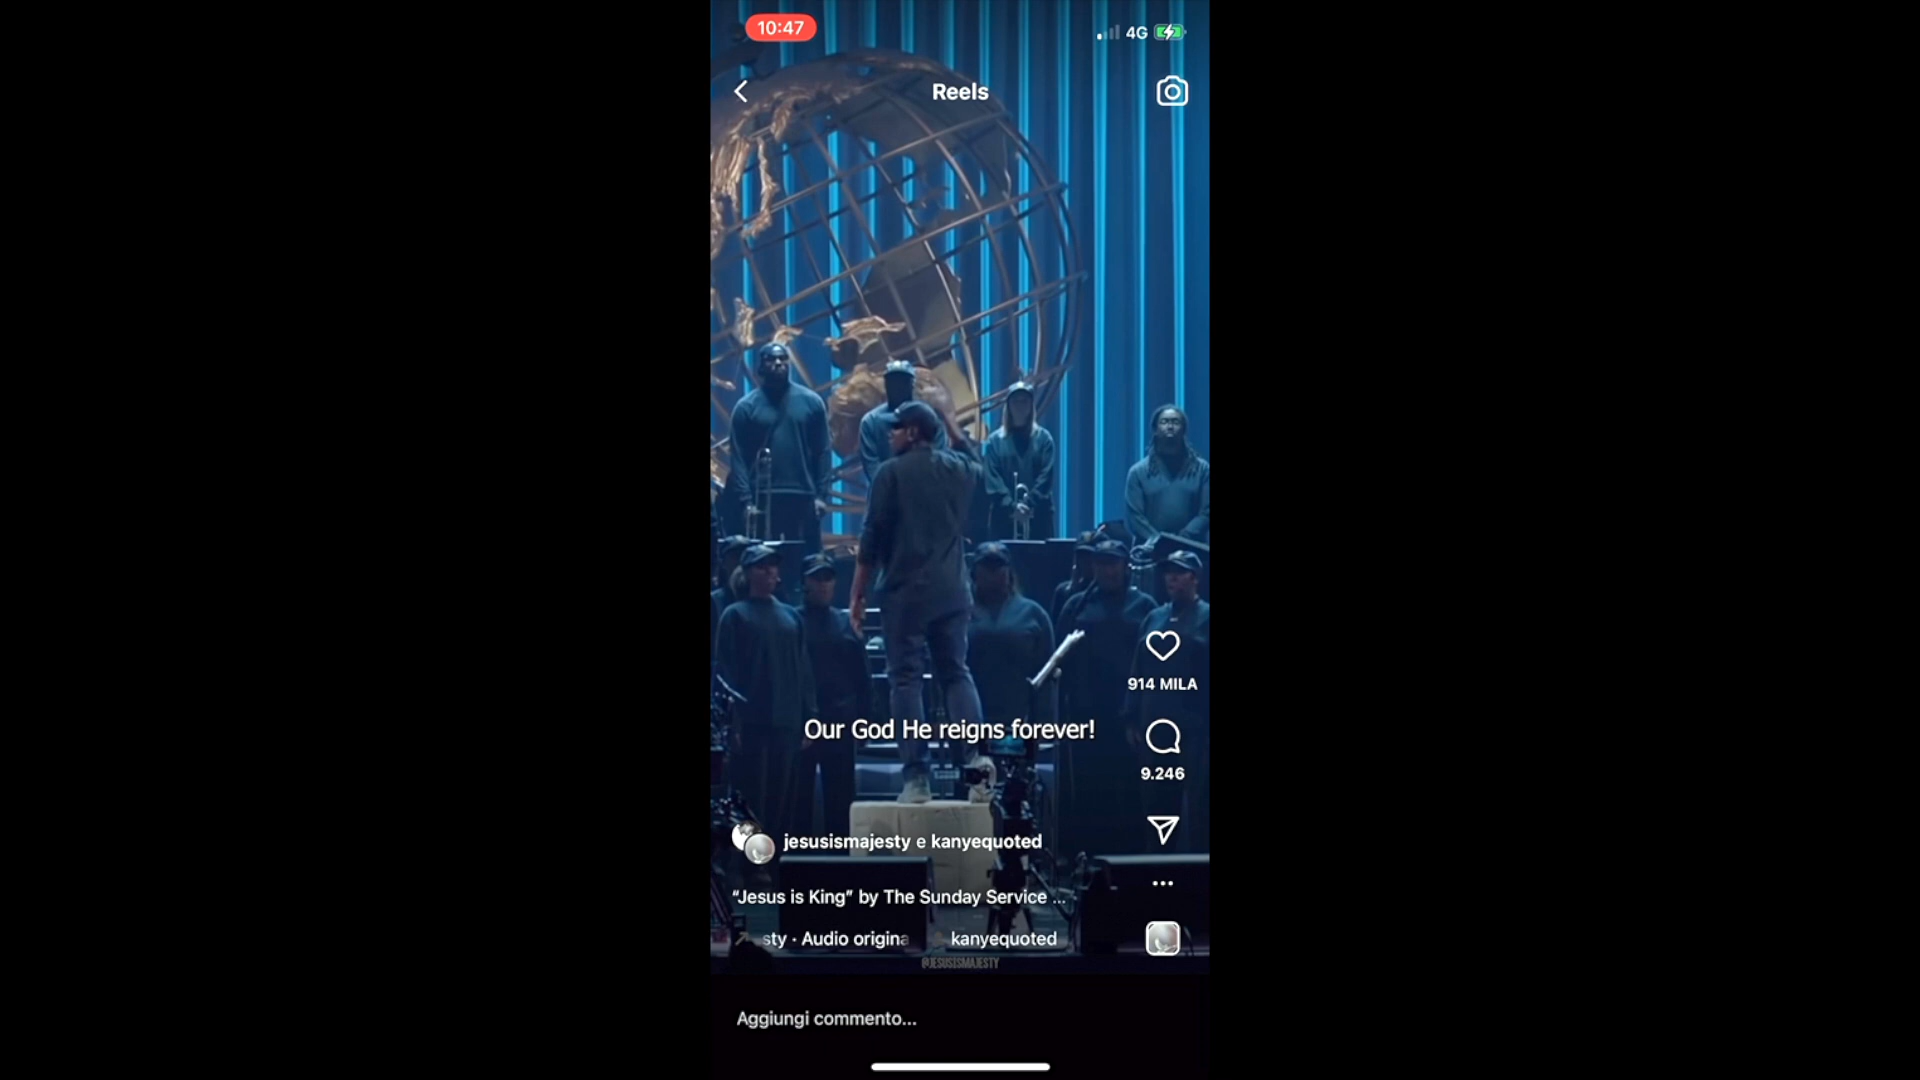 10:47
4G
Reels
914 MILA
Our God He reigns forever!
9.246
jesusismajesty e kanyequoted
“Jesus is King” by The Sunday Service ...
sty · Audio origina kanyequoted
@JESUSISMAJESTY
Aggiungi commento...